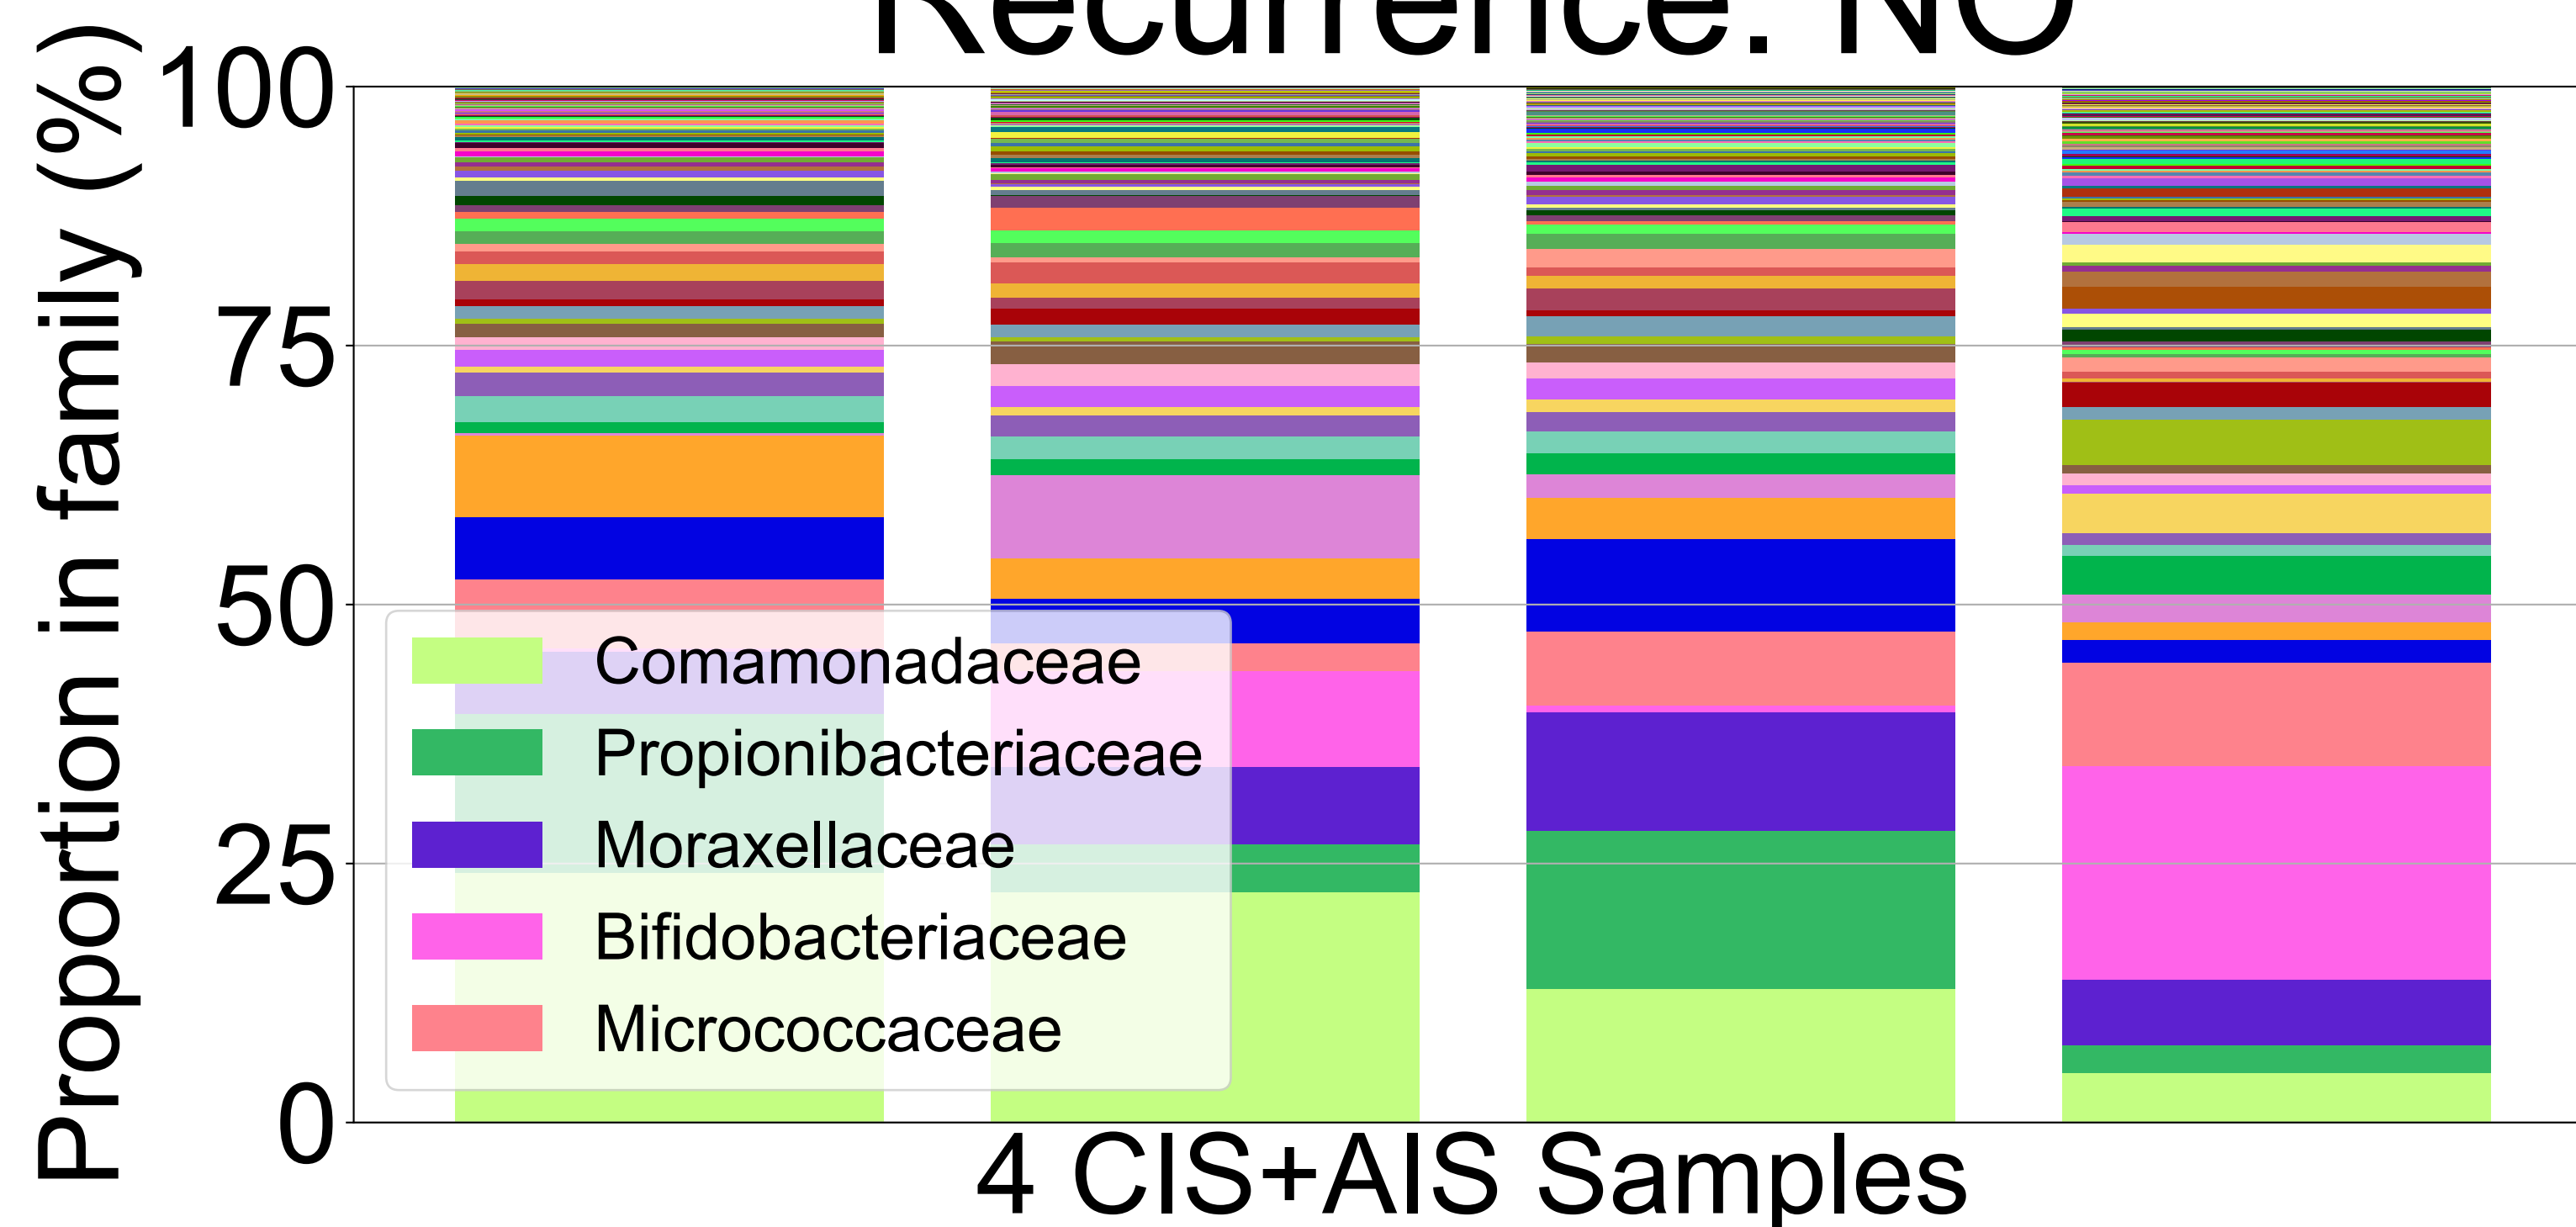 Recurrence: NO
Proportion in family (%)
100
75
50
25
0
Comamonadaceae
Propionibacteriaceae
Moraxellaceae
Bifidobacteriaceae
Micrococcaceae
4 CIS+AIS Samples